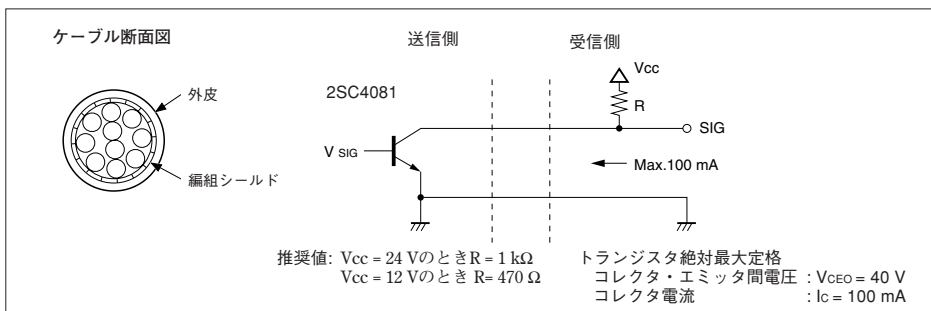 ケーブル断面図
外皮
編組シールド
送信側
受信側
2SC4081
V SIG
Vcc
R
SIG
Max.100 mA
推奨値: Vcc = 24 VのときR = 1 kΩ
Vcc = 12 Vのとき R= 470 Ω
トランジスタ絶対最大定格
コレクタ・エミッタ間電圧 : VCEO = 40 V
コレクタ電流 : IC = 100 mA